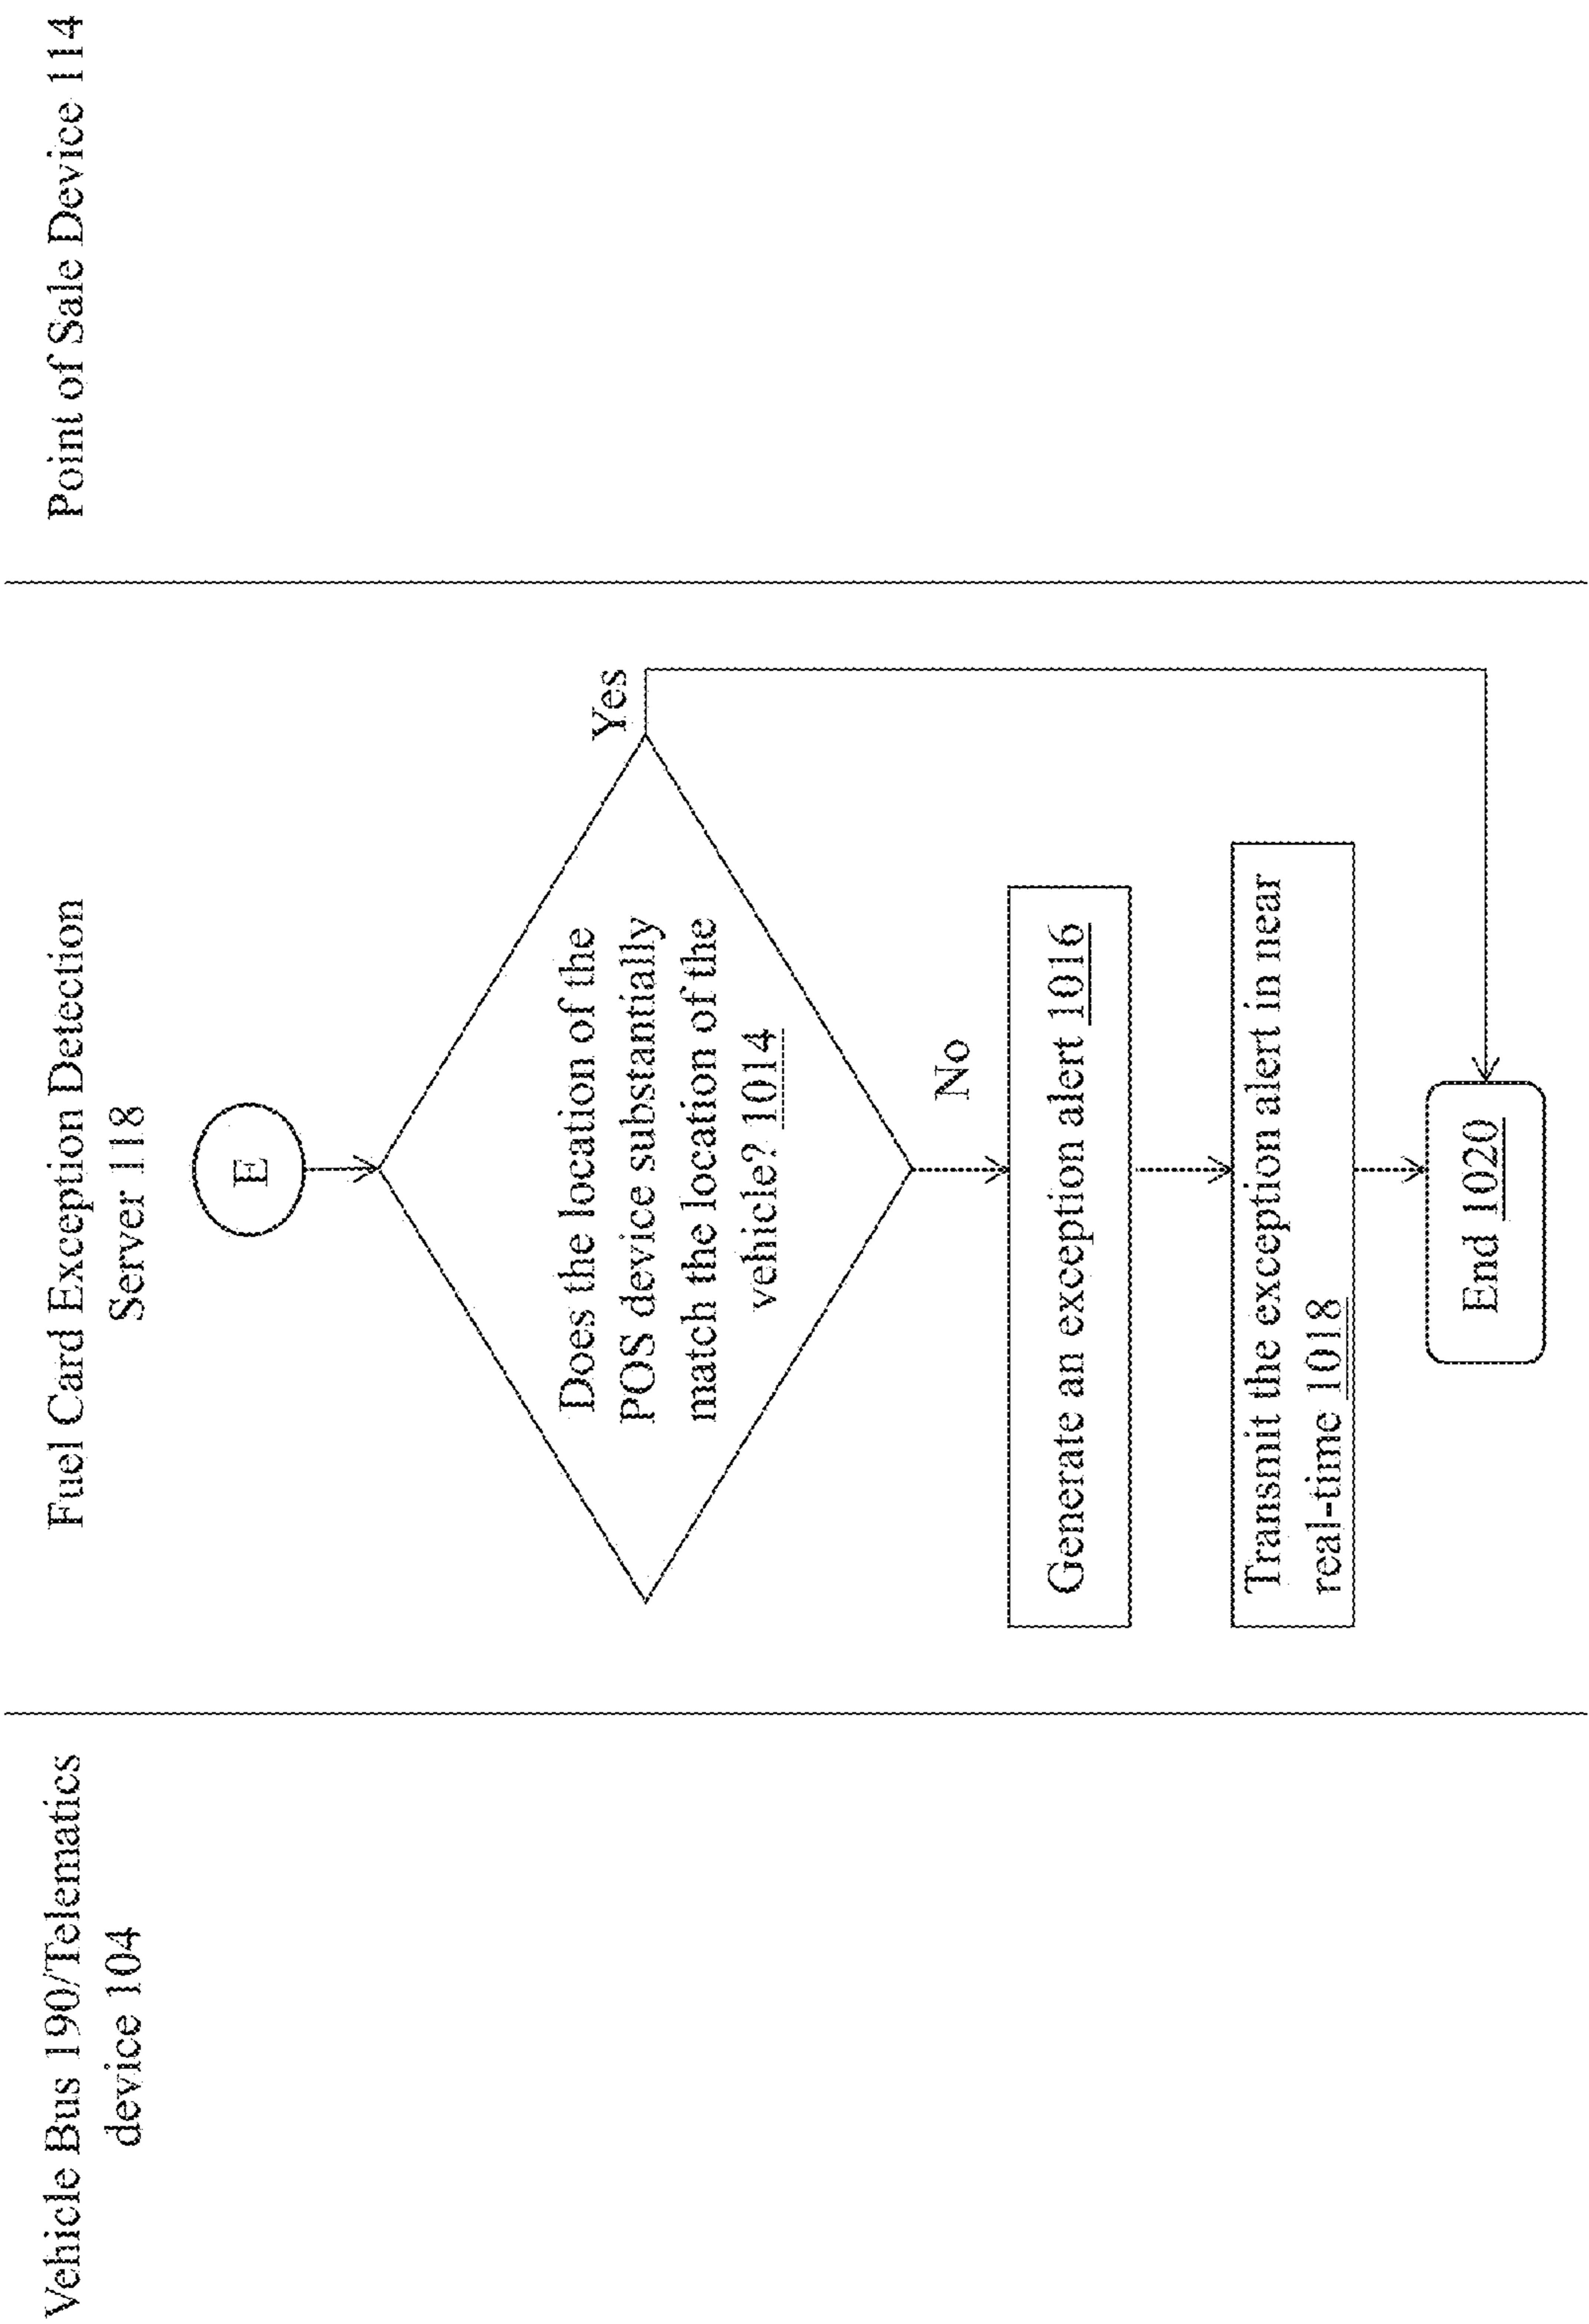 Vehicle Bus 190/Telematics
device 104
Fuel Card Exception Detection
Server 118
Point of Sale Device 114
E
Does the location of the
POS device substantially
match the location of the
vehicle? 1014
Yes
No
Generate an exception alert 1016
Transmit the exception alert in near
real-time 1018
End 1020